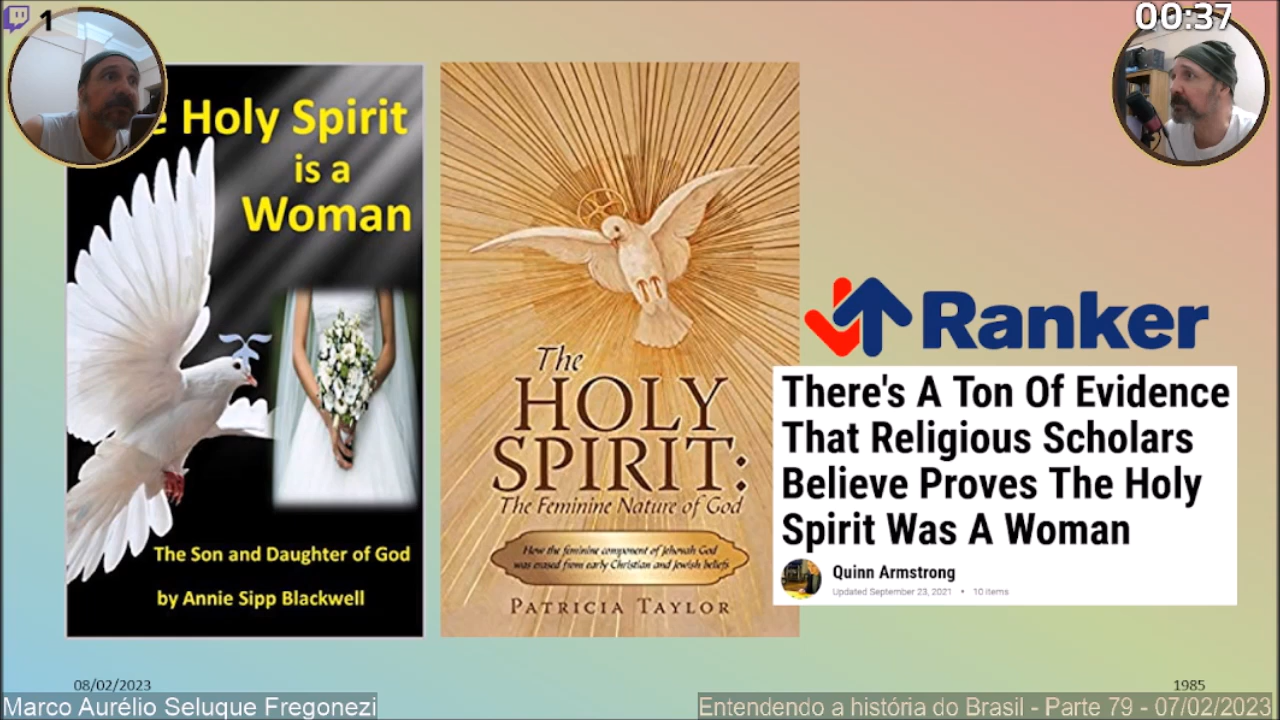 1
00:37
e Holy Spirit
is a
Woman
The Son and Daughter of God
by Annie Sipp Blackwell
The
HOLY
SPIRIT:
The Feminine Nature of God
How the feminine component of Jehovah God
was erased from early Christian and Jewish beliefs
PATRICIA TAYLOR
Ranker
There's A Ton Of Evidence
That Religious Scholars
Believe Proves The Holy
Spirit Was A Woman
Quinn Armstrong
Updated September 23, 2021 • 10 items
08/02/2023
1985
Marco Aurélio Seluque Fregonezi
Entendendo a história do Brasil - Parte 79 - 07/02/2023